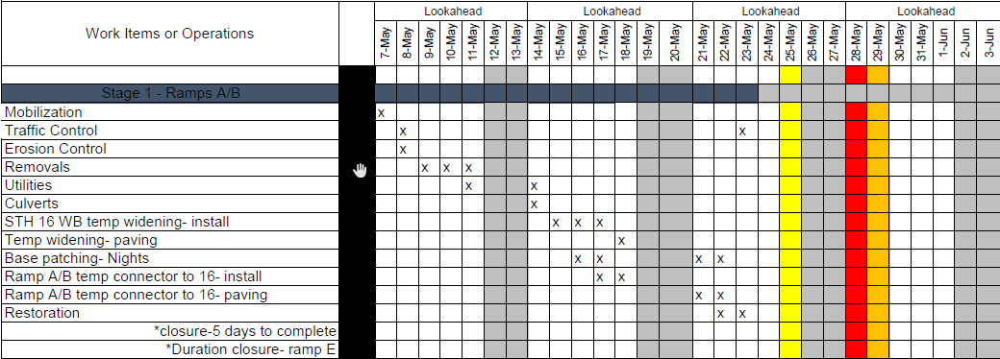 Work Items or Operations
Lookahead Lookahead Lookahead Lookahead
7-May 8-May 9-May 10-May 11-May 12-May 13-May 14-May 15-May 16-May 17-May 18-May 19-May 20-May 21-May 22-May 23-May 24-May 25-May 26-May 27-May 28-May 29-May 30-May 31-May 1-Jun 2-Jun 3-Jun
Stage 1 - Ramps A/B
Mobilization x
Traffic Control x x
Erosion Control x
Removals x x x
Utilities x x
Culverts x
STH 16 WB temp widening- install x x x
Temp widening- paving x
Base patching- Nights x x x x
Ramp A/B temp connector to 16- install x x
Ramp A/B temp connector to 16- paving x x
Restoration x x
*closure-5 days to complete
*Duration closure- ramp E